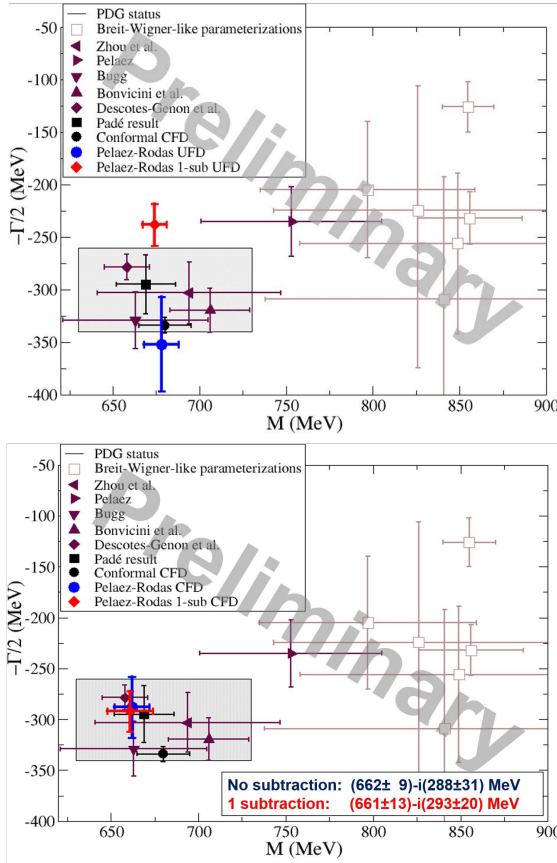 -50
-100
-150
-200
-250
-300
-350
-400
−Γ/2 (MeV)
PDG status
Breit-Wigner-like parameterizations
Zhou et al.
Pelaez
Bugg
Bonvicini et al.
Descotes-Genon et al.
Padé result
Conformal CFD
Pelaez-Rodas UFD
Pelaez-Rodas 1-sub UFD
Preliminary
650 700 750 800 850 900
M (MeV)
-50
-100
-150
-200
-250
-300
-350
-400
−Γ/2 (MeV)
PDG status
Breit-Wigner-like parameterizations
Zhou et al.
Pelaez
Bugg
Bonvicini et al.
Descotes-Genon et al.
Padé result
Conformal CFD
Pelaez-Rodas CFD
Pelaez-Rodas 1-sub CFD
Preliminary
No subtraction: (662± 9)-i(288±31) MeV
1 subtraction: (661±13)-i(293±20) MeV
650 700 750 800 850 900
M (MeV)